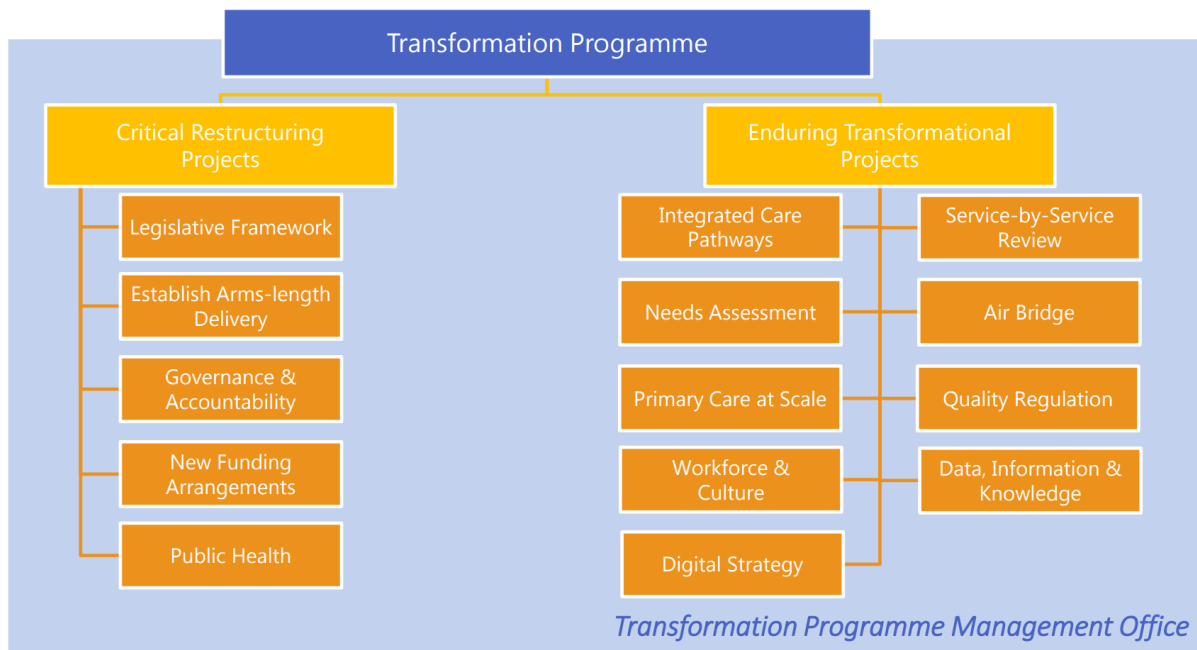 Transformation Programme
Critical Restructuring
Projects
Legislative Framework
Establish Arms-length
Delivery
Governance &
Accountability
New Funding
Arrangements
Public Health
Enduring Transformational
Projects
Integrated Care
Pathways
Service-by-Service
Review
Needs Assessment
Air Bridge
Primary Care at Scale
Quality Regulation
Workforce &
Culture
Data, Information &
Knowledge
Digital Strategy
Transformation Programme Management Office